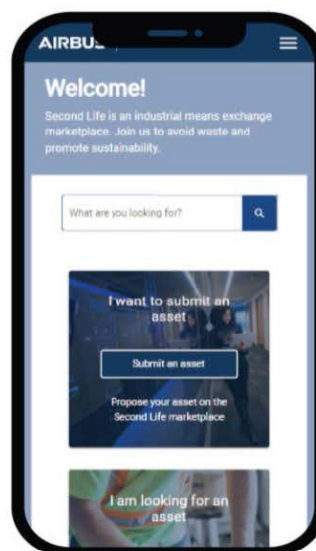 AIRBUS
Welcome!
Second Life is an industrial means exchange
marketplace. Join us to avoid waste and
promote sustainability.
What are you looking for?
I want to submit an
asset
Submit an asset
Propose your asset on the
Second Life marketplace
I am looking for an
asset